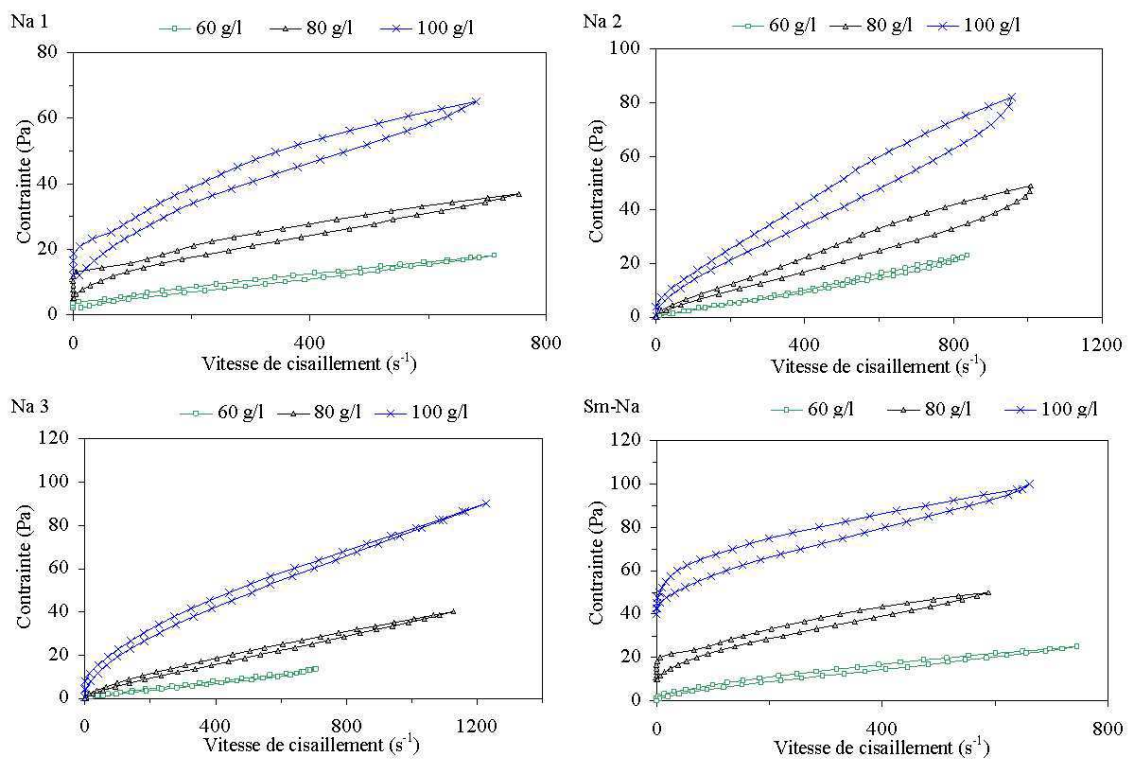 Na 1
60 g/l 80 g/l 100 g/l
80
60
40
20
0
Contrainte (Pa)
0 400 800
Vitesse de cisaillement (s⁻¹)
Na 2
60 g/l 80 g/l 100 g/l
100
80
60
40
20
0
Contrainte (Pa)
0 400 800 1200
Vitesse de cisaillement (s⁻¹)
Na 3
60 g/l 80 g/l 100 g/l
120
100
80
60
40
20
0
Contrainte (Pa)
0 400 800 1200
Vitesse de cisaillement (s⁻¹)
Sm-Na
60 g/l 80 g/l 100 g/l
120
100
80
60
40
20
0
Contrainte (Pa)
0 400 800
Vitesse de cisaillement (s⁻¹)